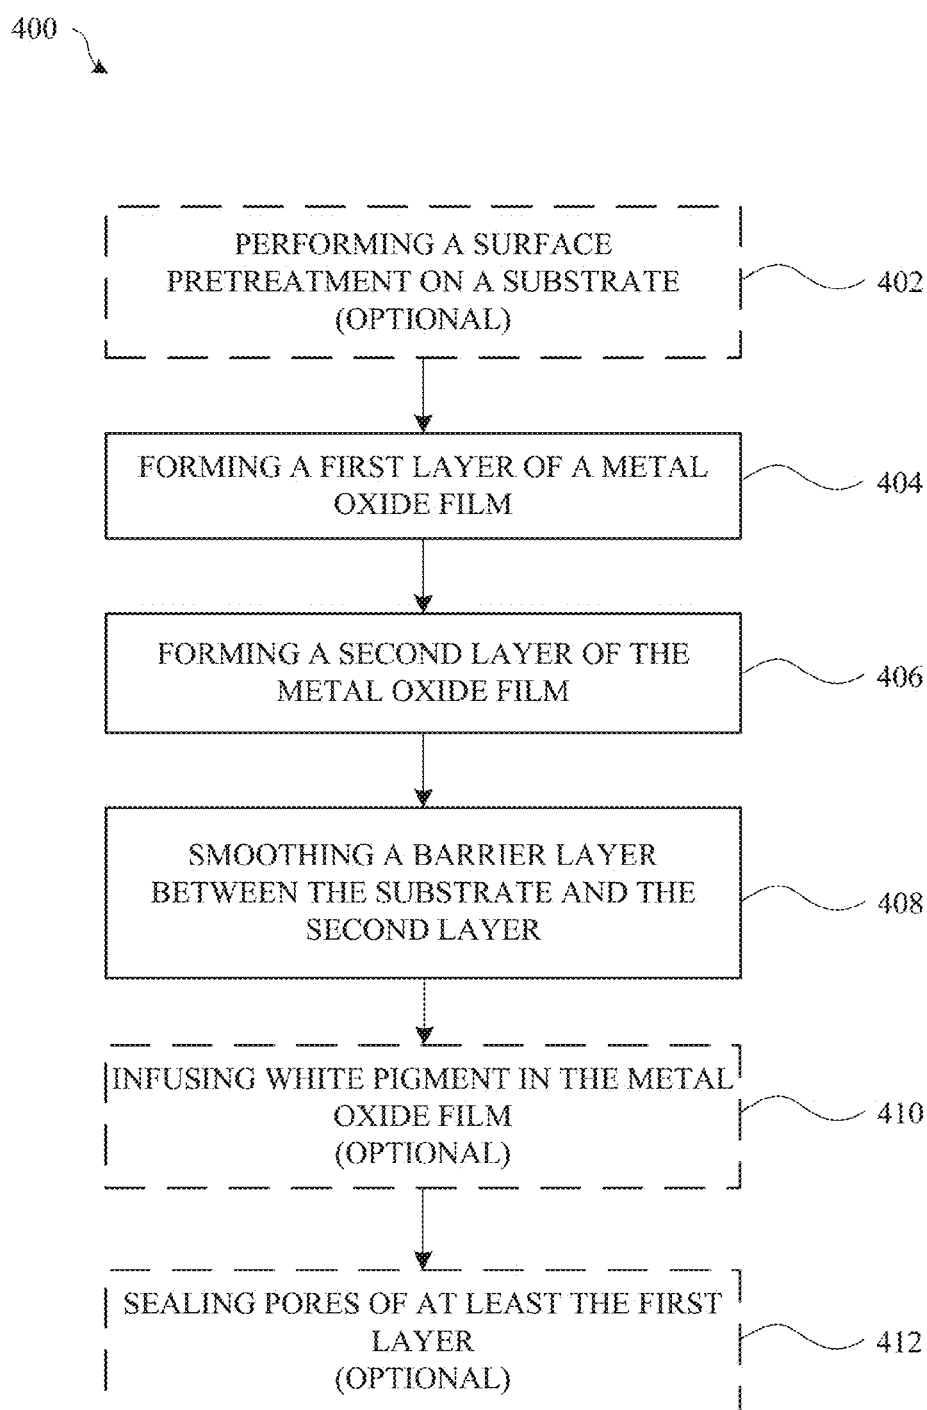 400
PERFORMING A SURFACE
PRETREATMENT ON A SUBSTRATE
(OPTIONAL)
402
FORMING A FIRST LAYER OF A METAL
OXIDE FILM
404
FORMING A SECOND LAYER OF THE
METAL OXIDE FILM
406
SMOOTHING A BARRIER LAYER
BETWEEN THE SUBSTRATE AND THE
SECOND LAYER
408
INFUSING WHITE PIGMENT IN THE METAL
OXIDE FILM
(OPTIONAL)
410
SEALING PORES OF AT LEAST THE FIRST
LAYER
(OPTIONAL)
412